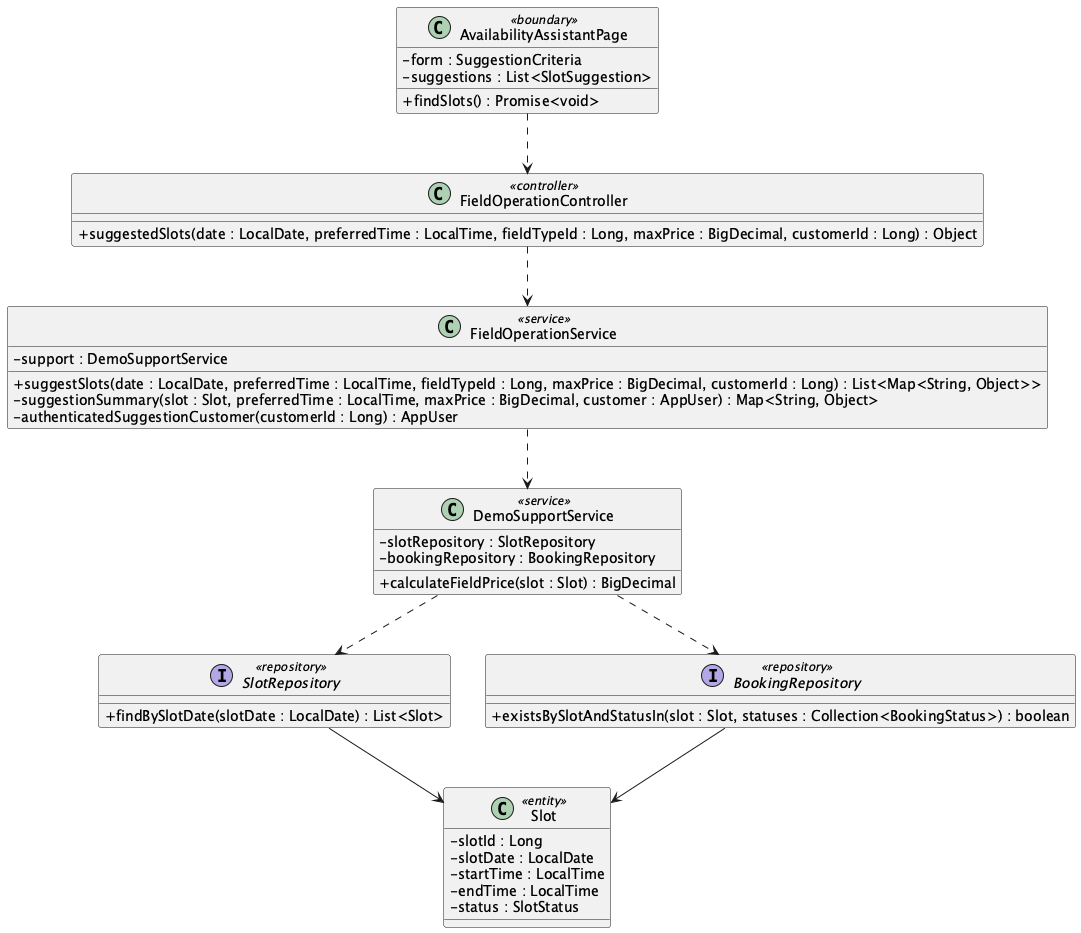 C
«boundary»
AvailabilityAssistantPage
-form : SuggestionCriteria
-suggestions : List<SlotSuggestion>
+findSlots() : Promise<void>
C
«controller»
FieldOperationController
+suggestedSlots(date : LocalDate, preferredTime : LocalTime, fieldTypeId : Long, maxPrice : BigDecimal, customerId : Long) : Object
C
«service»
FieldOperationService
-support : DemoSupportService
+suggestSlots(date : LocalDate, preferredTime : LocalTime, fieldTypeId : Long, maxPrice : BigDecimal, customerId : Long) : List<Map<String, Object>>
-suggestionSummary(slot : Slot, preferredTime : LocalTime, maxPrice : BigDecimal, customer : AppUser) : Map<String, Object>
-authenticatedSuggestionCustomer(customerId : Long) : AppUser
C
«service»
DemoSupportService
-slotRepository : SlotRepository
-bookingRepository : BookingRepository
+calculateFieldPrice(slot : Slot) : BigDecimal
I
«repository»
SlotRepository
+findBySlotDate(slotDate : LocalDate) : List<Slot>
I
«repository»
BookingRepository
+existsBySlotAndStatusIn(slot : Slot, statuses : Collection<BookingStatus>) : boolean
C
«entity»
Slot
-slotId : Long
-slotDate : LocalDate
-startTime : LocalTime
-endTime : LocalTime
-status : SlotStatus